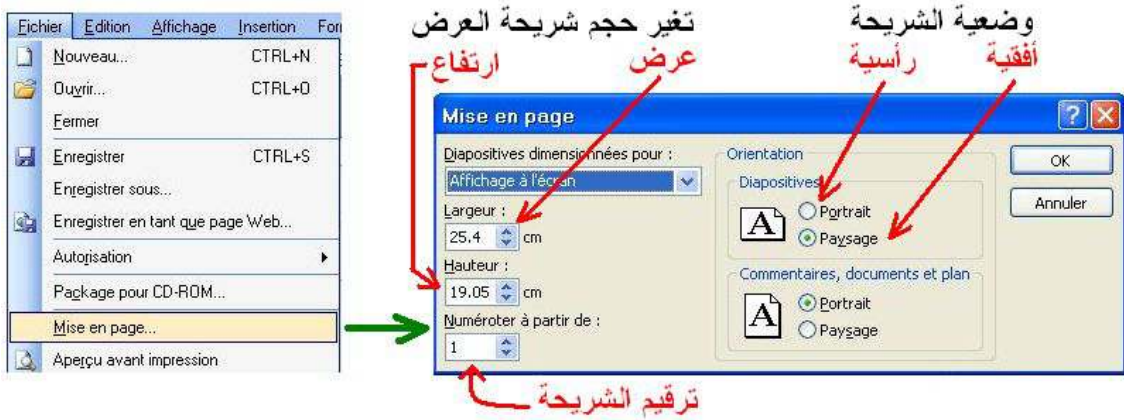 Fichier Edition Affichage Insertion For
Nouveau... CTRL+N
Ouvrir... CTRL+O
Fermer
Enregistrer CTRL+S
Enregistrer sous...
Enregistrer en tant que page Web...
Autorisation
Package pour CD-ROM...
Mise en page...
Aperçu avant impression
تغير حجم شريحة العرض
ارتفاع
عرض
وضعية الشريحة
رأسية
أفقية
Mise en page
Diapositives dimensionnées pour :
Affichage à l'écran
Largeur :
25.4 cm
Hauteur :
19.05 cm
Numéroter à partir de :
1
Orientation
Diapositives
A
Portrait
Paysage
Commentaires, documents et plan
A
Portrait
Paysage
OK
Annuler
ترقيم الشريحة